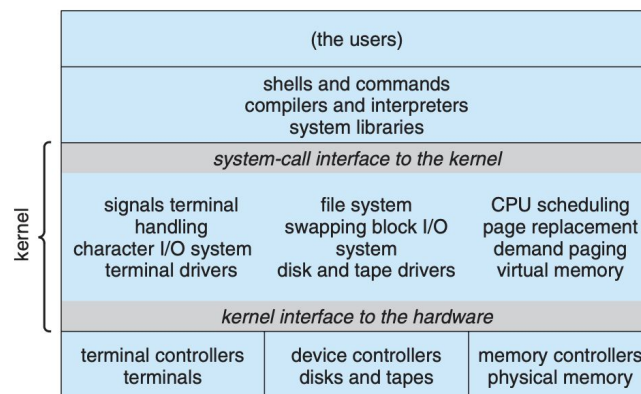 (the users)
shells and commands
compilers and interpreters
system libraries
system-call interface to the kernel
kernel
signals terminal
handling
character I/O system
terminal drivers
file system
swapping block I/O
system
disk and tape drivers
CPU scheduling
page replacement
demand paging
virtual memory
kernel interface to the hardware
terminal controllers
terminals
device controllers
disks and tapes
memory controllers
physical memory